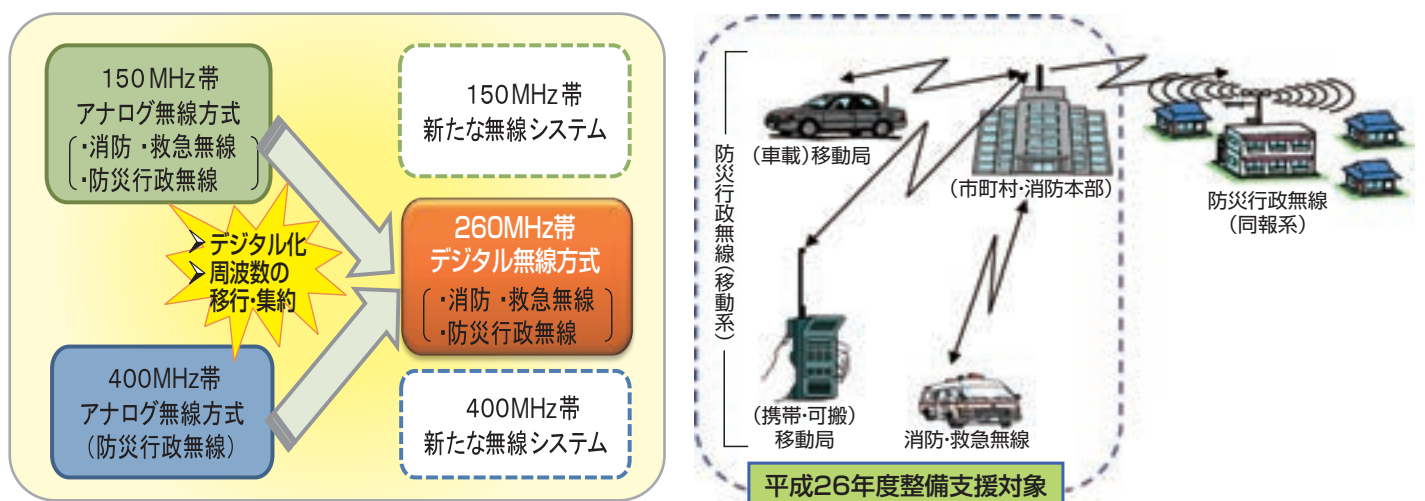 150MHz帯
アナログ無線方式
・消防・救急無線
・防災行政無線
デジタル化
周波数の
移行・集約
400MHz帯
アナログ無線方式
(防災行政無線)
150MHz帯
新たな無線システム
260MHz帯
デジタル無線方式
・消防・救急無線
・防災行政無線
400MHz帯
新たな無線システム
防災行政無線(移動系)
(車載)移動局
(市町村・消防本部)
防災行政無線
(同報系)
(携帯・可搬)
移動局
消防・救急無線
平成26年度整備支援対象